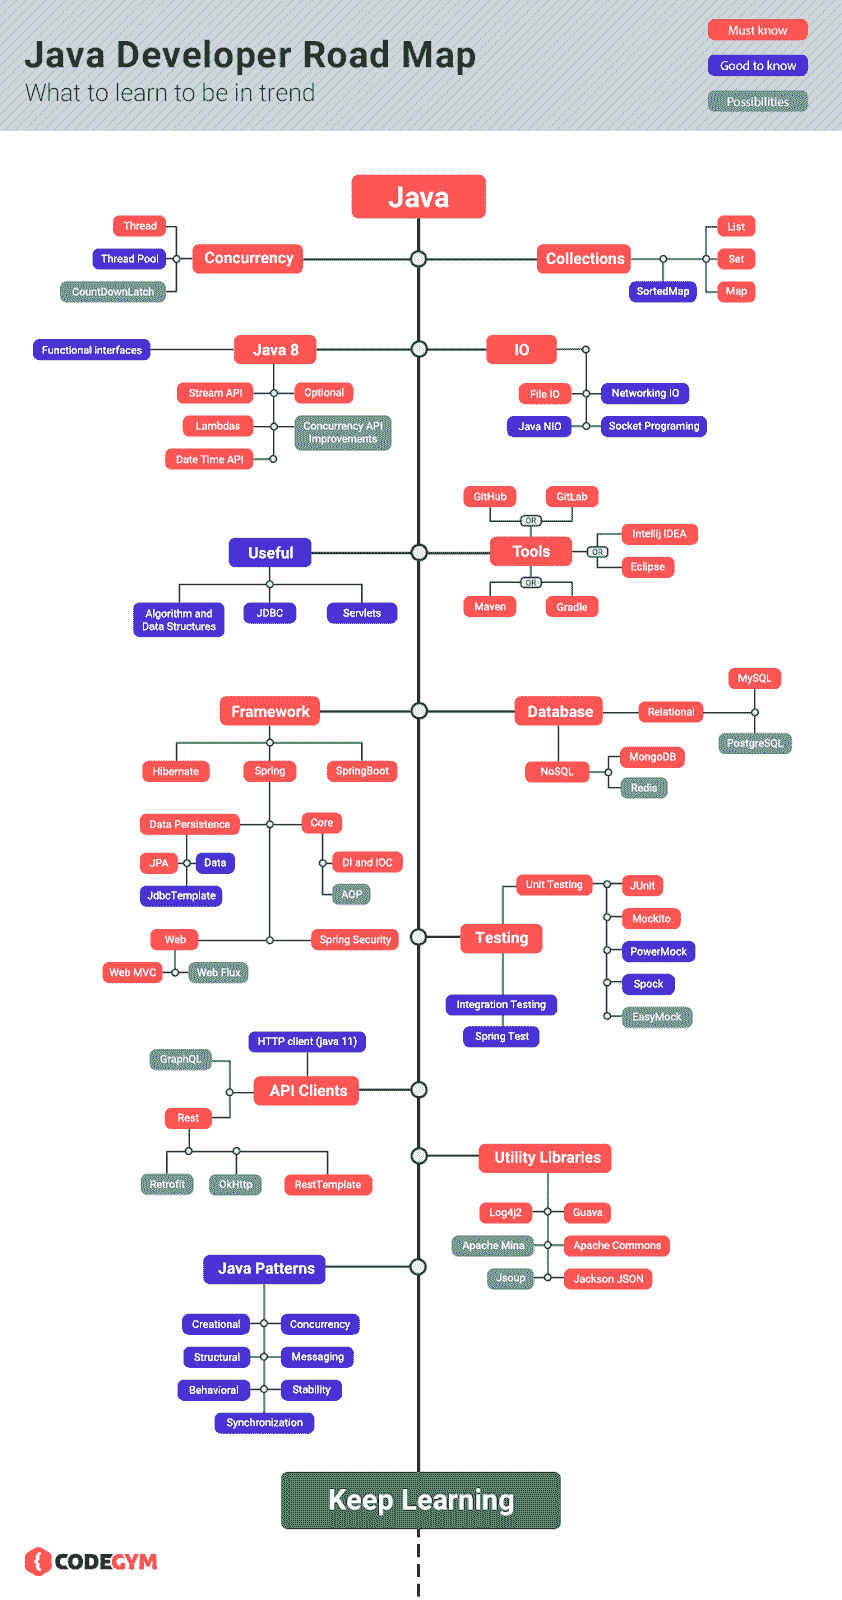 Java Developer Road Map
What to learn to be in trend
Must know
Good to know
Possibilities
Java
Thread
Thread Pool
CountDownLatch
Concurrency
Collections
List
Set
Map
SortedMap
Functional interfaces
Java 8
Stream API
Optional
Lambdas
Concurrency API
Improvements
Date Time API
IO
File IO
Networking IO
Java NIO
Socket Programing
Useful
Algorithm and
Data Structures
JDBC
Servlets
GitHub
GitLab
OR
Tools
OR
Intellij IDEA
Eclipse
OR
Maven
Gradle
Framework
Hibernate
Spring
SpringBoot
Data Persistence
Core
JPA
Data
JdbcTemplate
DI and IOC
AOP
Web
Spring Security
Web MVC
Web Flux
Database
Relational
MySQL
PostgreSQL
NoSQL
MongoDB
Redis
Testing
Unit Testing
JUnit
Mockito
PowerMock
Spock
EasyMock
Integration Testing
Spring Test
HTTP client (java 11)
GraphQL
API Clients
Rest
Retrofit
OkHttp
RestTemplate
Utility Libraries
Log4j2
Guava
Apache Mina
Apache Commons
Jsoup
Jackson JSON
Java Patterns
Creational
Concurrency
Structural
Messaging
Behavioral
Stability
Synchronization
Keep Learning
CODEGYM